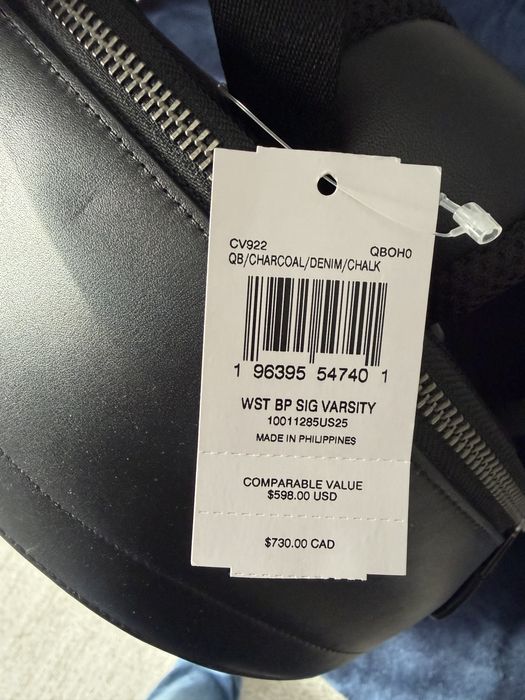 CV922 QBOH0
QB/CHARCOAL/DENIM/CHALK
1 96395 54740 1
WST BP SIG VARSITY
10011285US25
MADE IN PHILIPPINES
COMPARABLE VALUE
$598.00 USD
$730.00 CAD